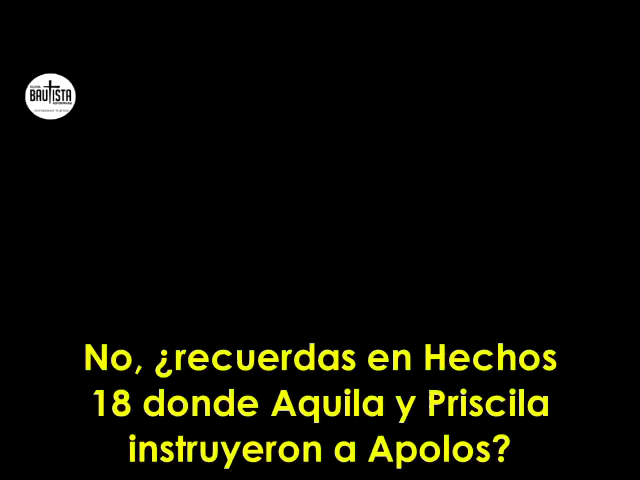 BAUTISTA
No, ¿recuerdas en Hechos
18 donde Aquila y Priscila
instruyeron a Apolos?